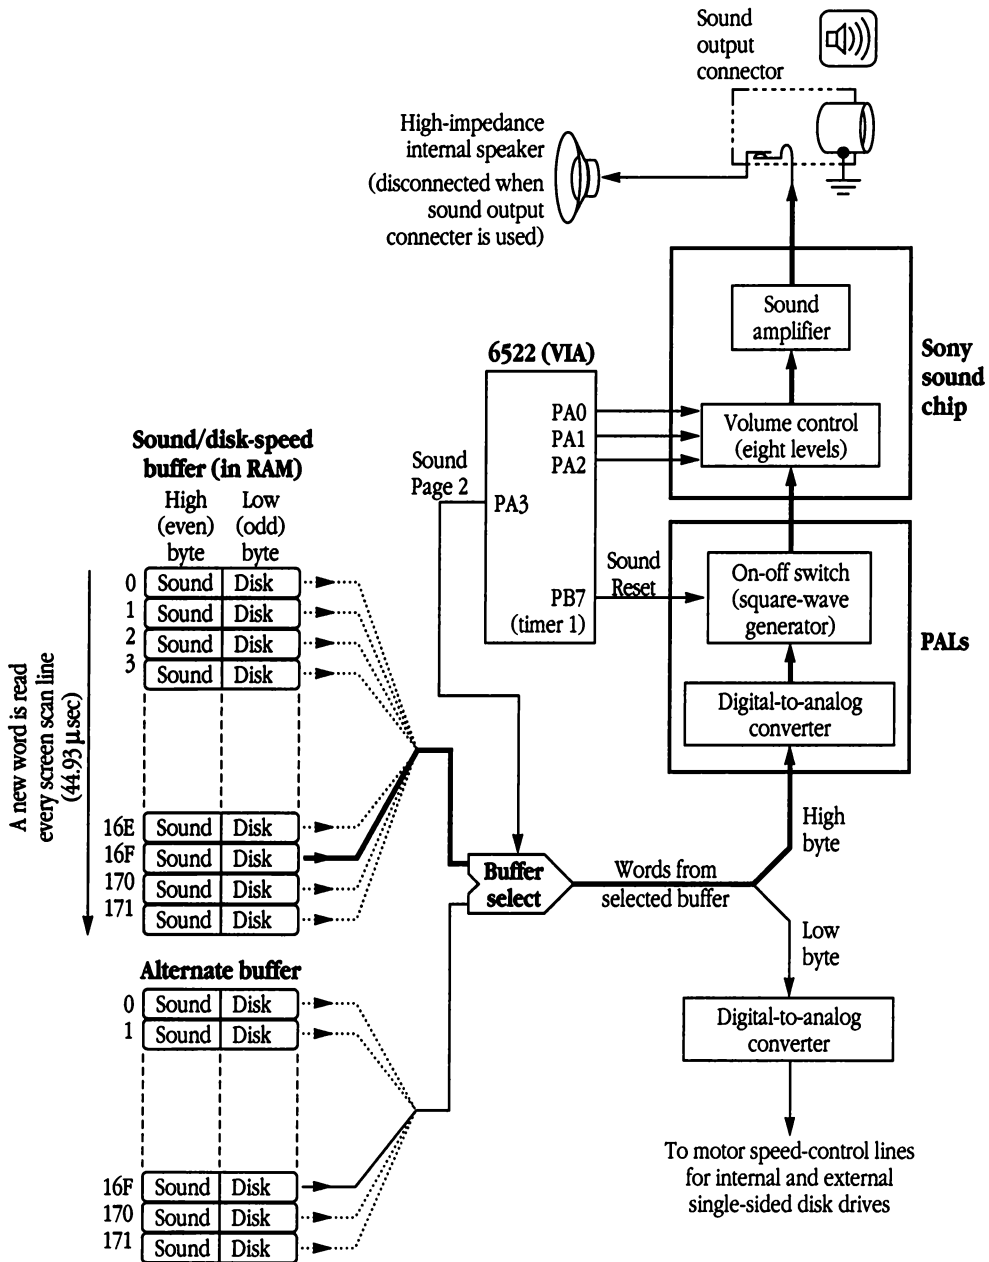 Sound
output
connector
High-impedance
internal speaker
(disconnected when
sound output
connecter is used)
Sound
amplifier
Sony
sound
chip
6522 (VIA)
PA0
PA1
PA2
Volume control
(eight levels)
Sound
Page 2
PA3
Sound/disk-speed
buffer (in RAM)
High
(even)
byte
Low
(odd)
byte
Sound
Reset
PB7
(timer 1)
On-off switch
(square-wave
generator)
PALs
0 Sound Disk
1 Sound Disk
2 Sound Disk
3 Sound Disk
Digital-to-analog
converter
A new word is read
every screen scan line
(44.93 µsec)
16E Sound Disk
16F Sound Disk
170 Sound Disk
171 Sound Disk
High
byte
Buffer
select
Words from
selected buffer
Low
byte
Alternate buffer
0 Sound Disk
1 Sound Disk
Digital-to-analog
converter
16F Sound Disk
170 Sound Disk
171 Sound Disk
To motor speed-control lines
for internal and external
single-sided disk drives